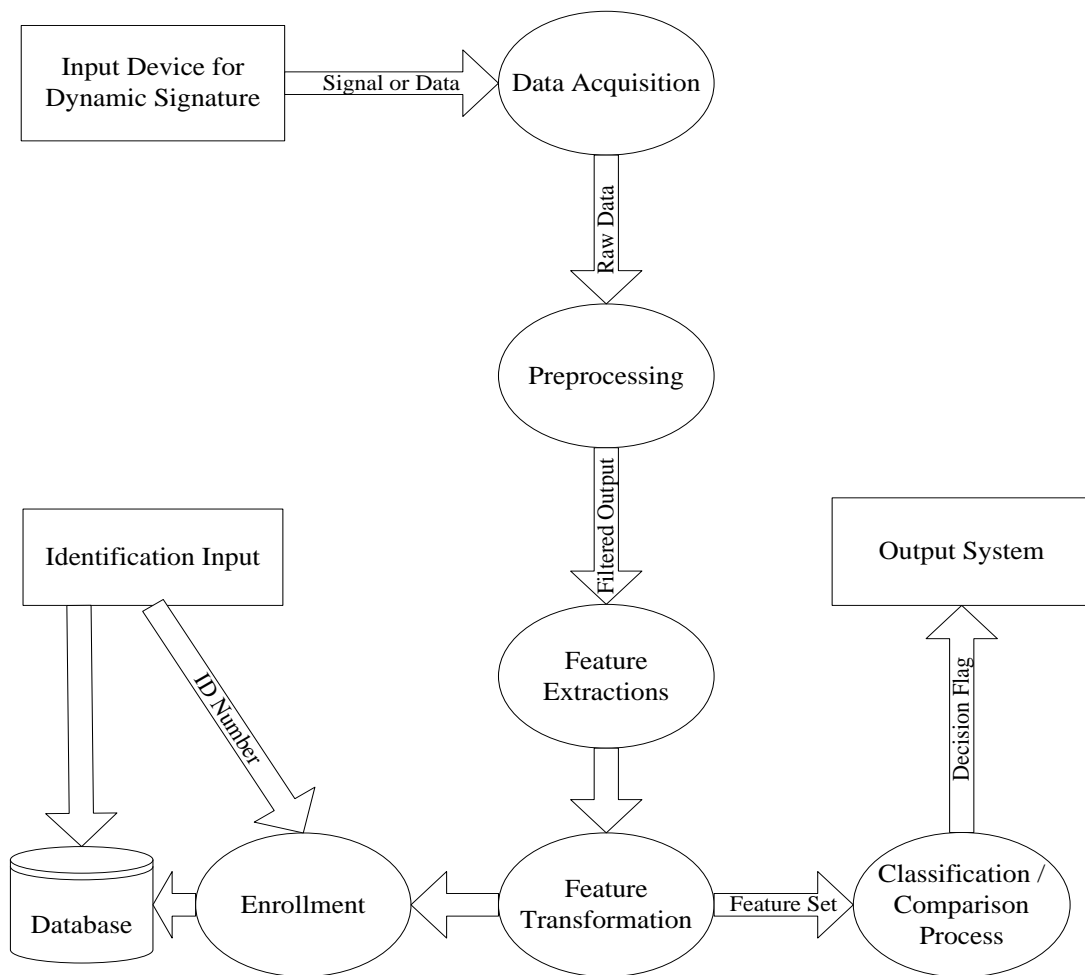 Input Device for
Dynamic Signature
Signal or Data
Data Acquisition
Raw Data
Preprocessing
Filtered Output
Identification Input
Output System
ID Number
Feature
Extractions
Decision Flag
Database
Enrollment
Feature
Transformation
Feature Set
Classification /
Comparison
Process